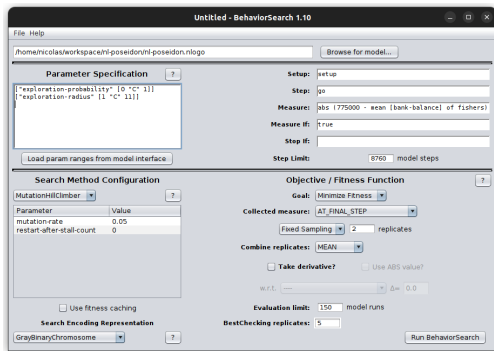 Untitled - BehaviorSearch 1.10
File Help
/home/nicolas/workspace/nl-poseidon/nl-poseidon.nlogo
Browse for model...
Parameter Specification
?
["exploration-probability" [0 "C" 1]]
["exploration-radius" [1 "C" 11]]
Load param ranges from model interface
Setup: setup
Step: go
Measure: abs (775000 - mean [bank-balance] of fishers)
Measure If: true
Stop If:
Step Limit: 8760 model steps
Search Method Configuration
MutationHillClimber
?
Parameter Value
mutation-rate 0.05
restart-after-stall-count 0
Use fitness caching
Search Encoding Representation
GrayBinaryChromosome
?
Objective / Fitness Function
?
Goal: Minimize Fitness
Collected measure: AT_FINAL_STEP
Fixed Sampling 2 replicates
Combine replicates: MEAN
Take derivative? Use ABS value?
w.r.t. --- Δ= 0.0
Evaluation limit: 150 model runs
BestChecking replicates: 5
Run BehaviorSearch